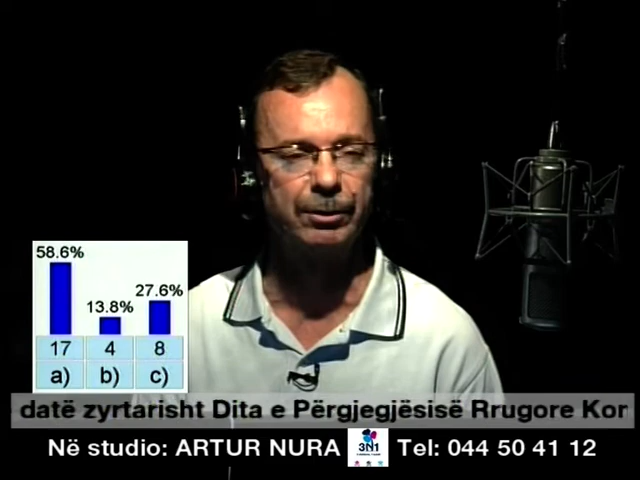 58.6%
13.8%
27.6%
17 4 8
a) b) c)
datë zyrtarisht Dita e Përgjegjësisë Rrugore Kor
Në studio: ARTUR NURA 3N1 Tel: 044 50 41 12